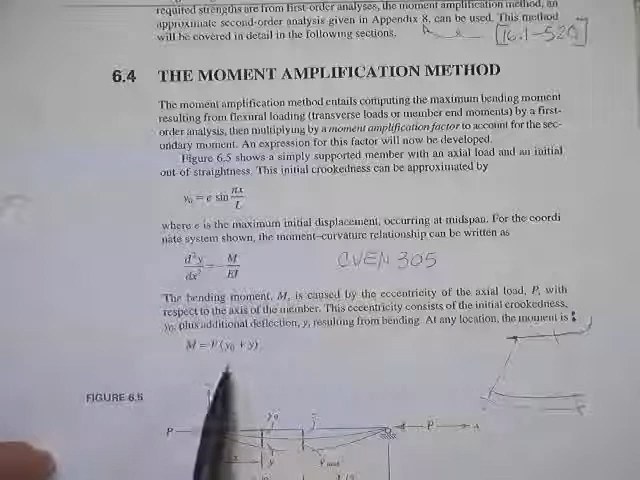 required strengths are from first-order analyses, the moment amplification method, an
approximate second-order analysis given in Appendix 8, can be used. This method
will be covered in detail in the following sections.
[16.1-520]
6.4 THE MOMENT AMPLIFICATION METHOD
The moment amplification method entails computing the maximum bending moment
resulting from flexural loading (transverse loads or member end moments) by a first-
order analysis, then multiplying by a moment amplification factor to account for the sec-
ondary moment. An expression for this factor will now be developed.
Figure 6.5 shows a simply supported member with an axial load and an initial
out-of-straightness. This initial crookedness can be approximated by
y₀ = e sin πx/L
where e is the maximum initial displacement, occurring at midspan. For the coordi
nate system shown, the moment–curvature relationship can be written as
d²y/dx² = −M/EI
CVEN 305
The bending moment, M, is caused by the eccentricity of the axial load, P, with
respect to the axis of the member. This eccentricity consists of the initial crookedness,
y₀, plus additional deflection, y, resulting from bending. At any location, the moment is
M = P(y₀ + y)
FIGURE 6.5
y₀ y
P P
x y y max